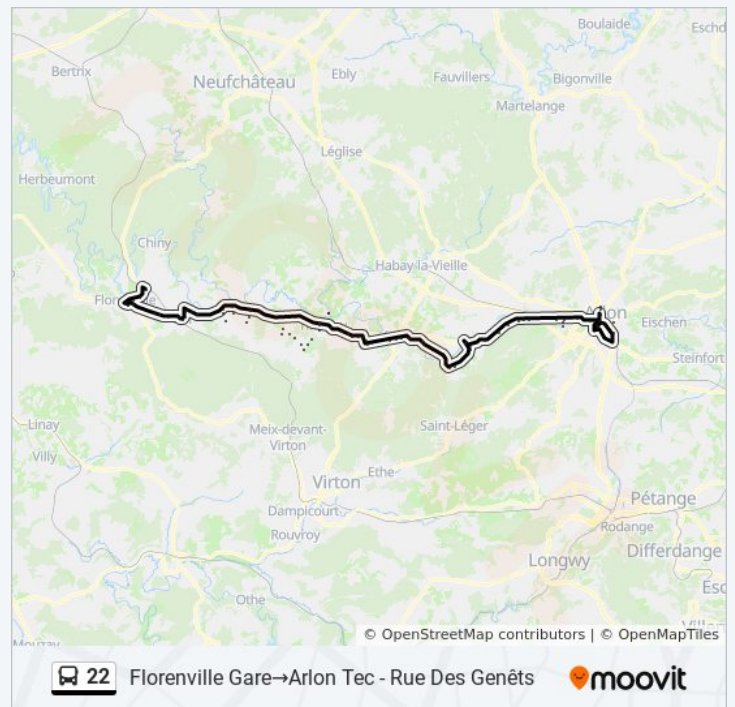 Boulaide
Eschd
Bertrix
Neufchâteau
Ebly
Fauvillers
Bigonville
Martelange
Léglise
Herbeumont
Chiny
Habay-la-Vieille
Arlon
Eischen
Steinfort
Linay
Villy
Meix-devant-
Virton
Saint-Léger
Ethe
Virton
Dampicourt
Rouvroy
Pétange
Rodange
Differdange
Longwy
Othe
© OpenStreetMap contributors | © OpenMapTiles
22 Florenville Gare→Arlon Tec - Rue Des Genêts moovit